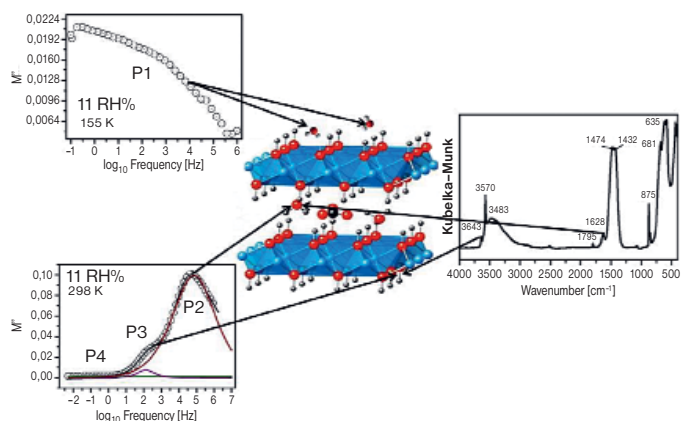 0,0224
0,0192
0,0160
0,0128
0,0096
0,0064
M''
P1
11 RH%
155 K
-1 0 1 2 3 4 5 6
log10 Frequency [Hz]
Kubelka–Munk
3643
3570
3483
1795
1628
1474
1432
875
681
635
4000 3500 3000 2500 2000 1500 1000 500
Wavenumber [cm⁻¹]
0,10
0,08
0,06
0,04
0,02
0,00
M''
11 RH%
298 K
P2
P3
P4
−2 −1 0 1 2 3 4 5 6 7
log10 Frequency [Hz]